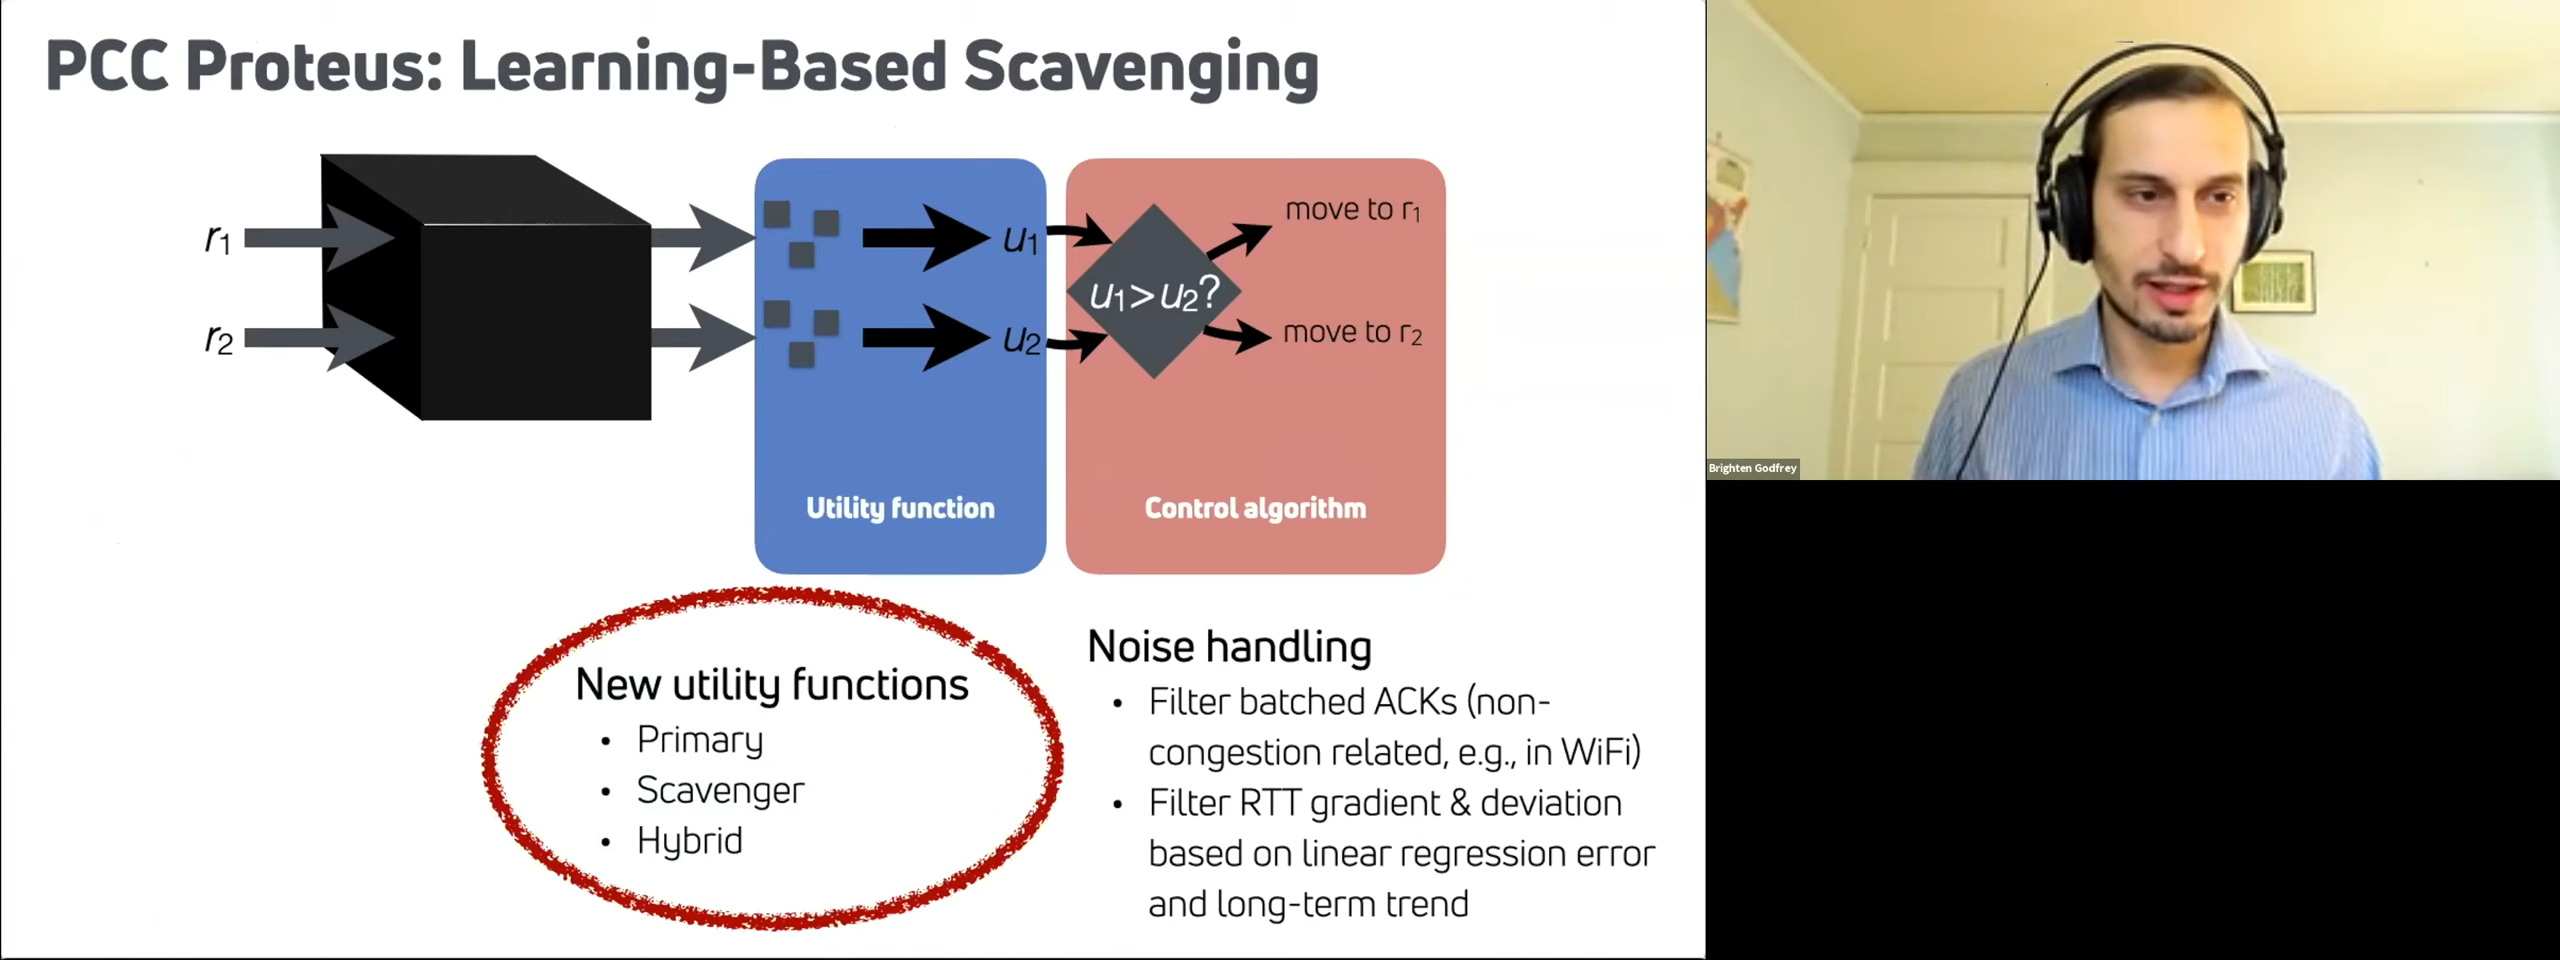 PCC Proteus: Learning-Based Scavenging
r1
r2
u1
u2
u1>u2?
move to r1
move to r2
Utility function
Control algorithm
New utility functions
• Primary
• Scavenger
• Hybrid
Noise handling
• Filter batched ACKs (non-
congestion related, e.g., in WiFi)
• Filter RTT gradient & deviation
based on linear regression error
and long-term trend
Brighten Godfrey